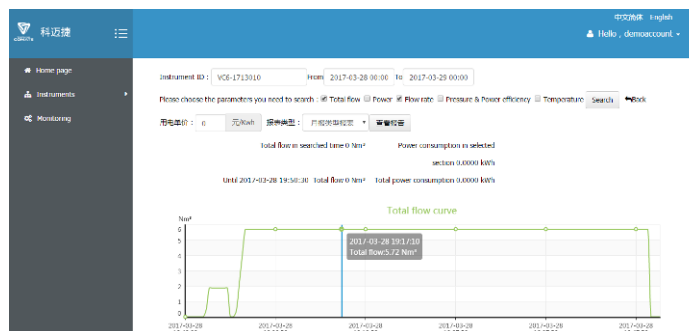 中文简体 English
科迈捷
Hello , demoaccount
Home page
Instruments
Monitoring
Instrument ID : VC6-1713010 From 2017-03-28 00:00 To 2017-03-29 00:00
Please choose the parameters you need to search : Total flow Power Flow rate Pressure & Power efficiency Temperature Search Back
用电单价 : 0 元/Kwh 报表类型 : 查看报告
Total flow in searched time 0 Nm³ Power consumption in selected
section 0.0000 kWh
Until 2017-03-28 19:50:30 Total flow 0 Nm³ Total power consumption 0.0000 kWh
Total flow curve
Nm³
6
5
4
3
2
1
0
2017-03-28 19:17:10
Total flow:5.72 Nm³
2017-03-28 2017-03-28 2017-03-28 2017-03-28 2017-03-28 2017-03-28